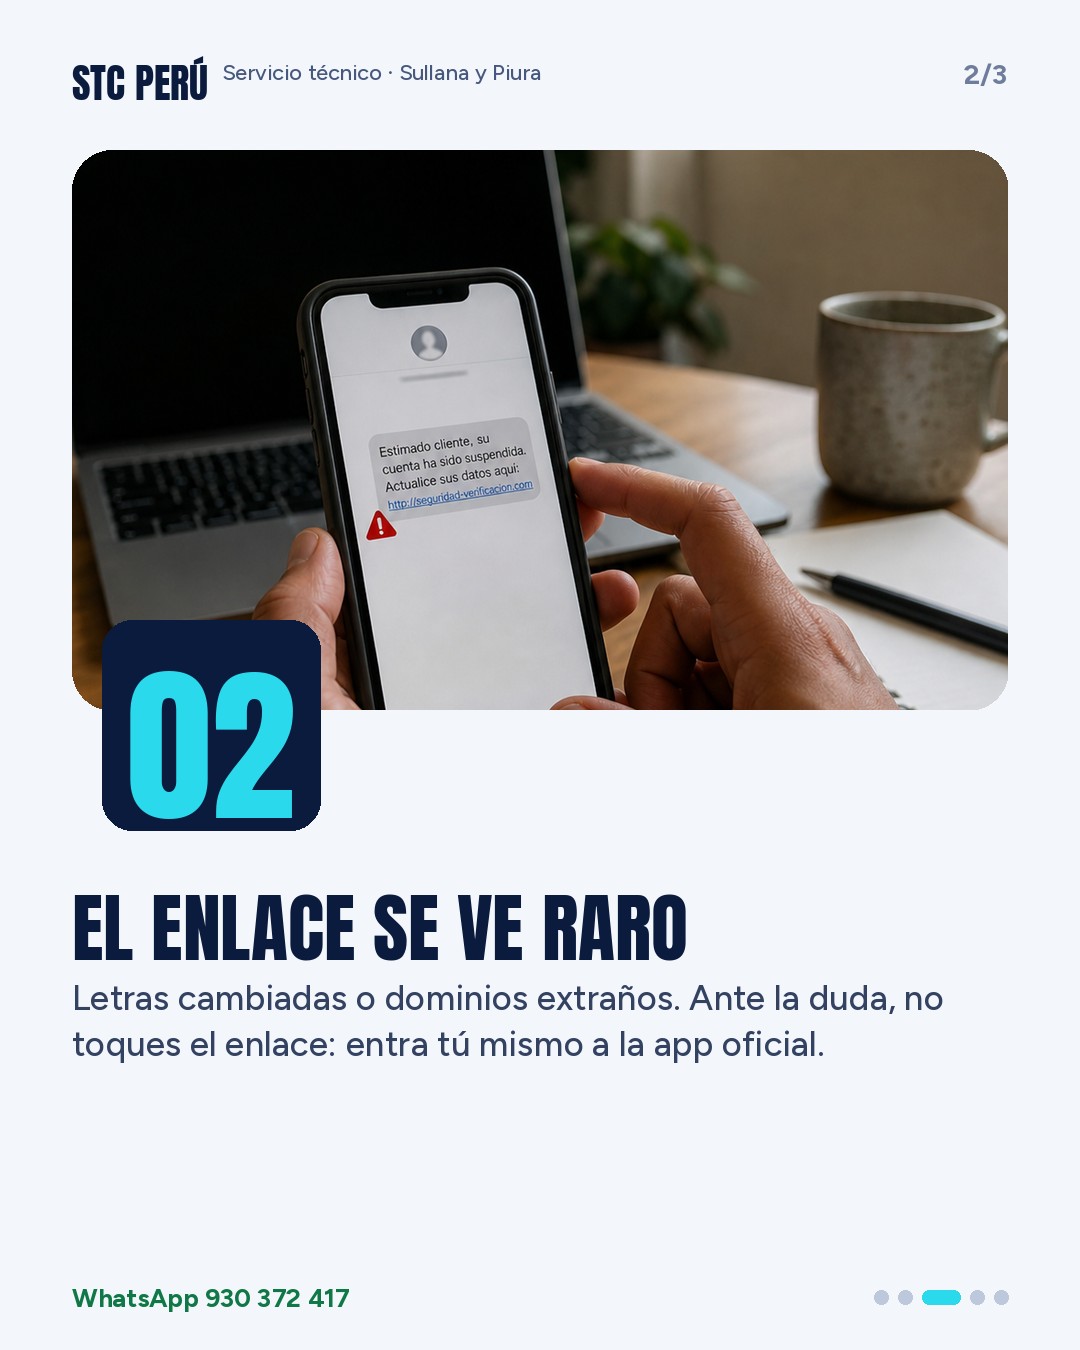 STC PERÚ Servicio técnico · Sullana y Piura 2/3
Estimado cliente, su
cuenta ha sido suspendida.
Actualice sus datos aquí:
http://seguridad-verificacion.com
02
EL ENLACE SE VE RARO
Letras cambiadas o dominios extraños. Ante la duda, no
toques el enlace: entra tú mismo a la app oficial.
WhatsApp 930 372 417